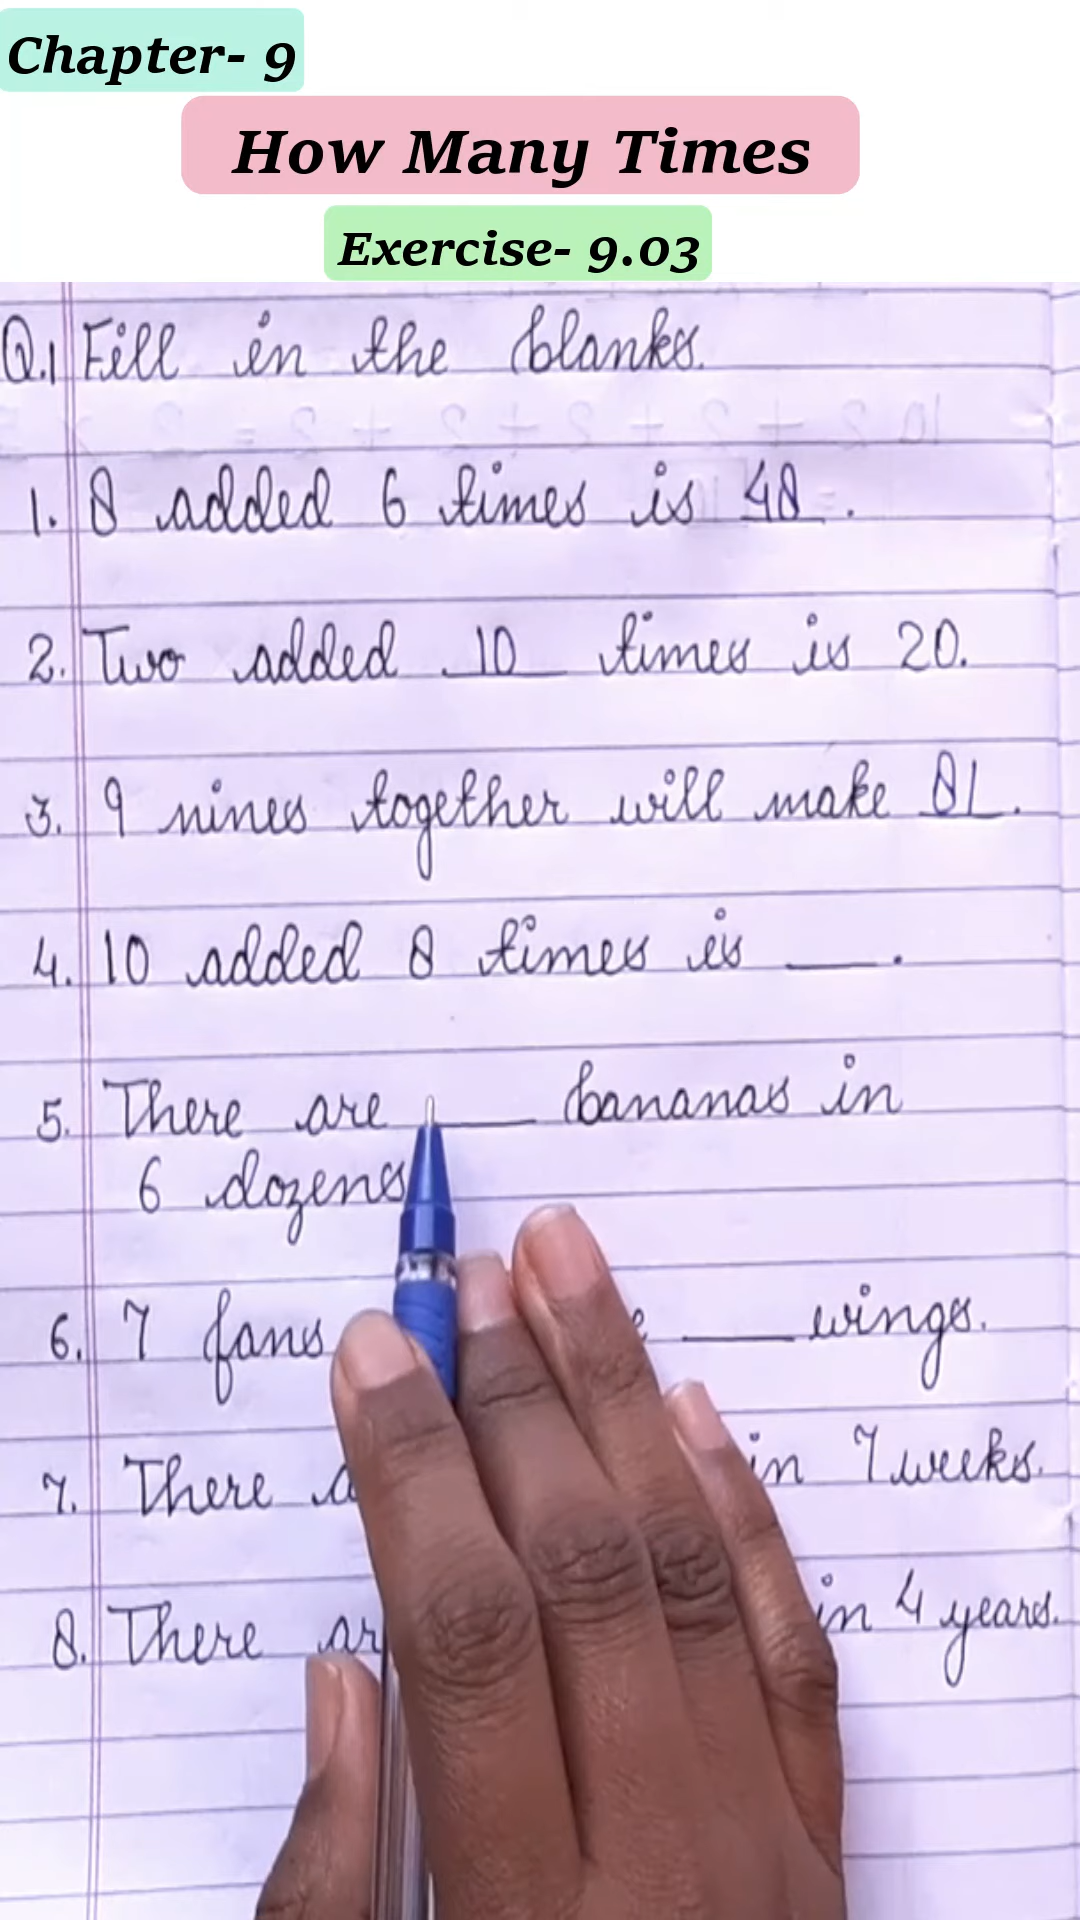 Chapter- 9
How Many Times
Exercise- 9.03
Q.1 Fill in the blanks.
1. 8 added 6 times is 48.
2. Two added 10 times is 20.
3. 9 nines together will make 81.
4. 10 added 8 times is ___.
5. There are ___ bananas in
6 dozens
6. 7 fans ___ wings.
7. There in 7 weeks.
8. There in 4 years.